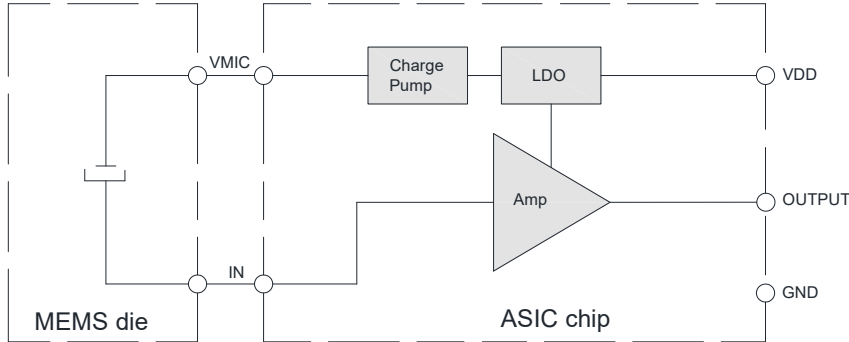 VMIC
Charge
Pump
LDO
VDD
Amp
OUTPUT
IN
GND
MEMS die
ASIC chip